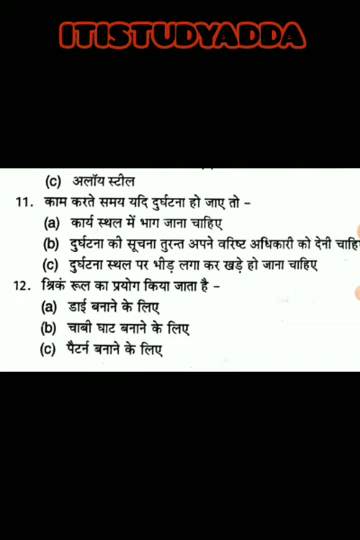 ITISTUDYADDA
(c) अलॉय स्टील
11. काम करते समय यदि दुर्घटना हो जाए तो –
(a) कार्य स्थल में भाग जाना चाहिए
(b) दुर्घटना की सूचना तुरन्त अपने वरिष्ट अधिकारी को देनी चाहि
(c) दुर्घटना स्थल पर भीड़ लगा कर खड़े हो जाना चाहिए
12. श्रिकं रूल का प्रयोग किया जाता है –
(a) डाई बनाने के लिए
(b) चाबी घाट बनाने के लिए
(c) पैटर्न बनाने के लिए